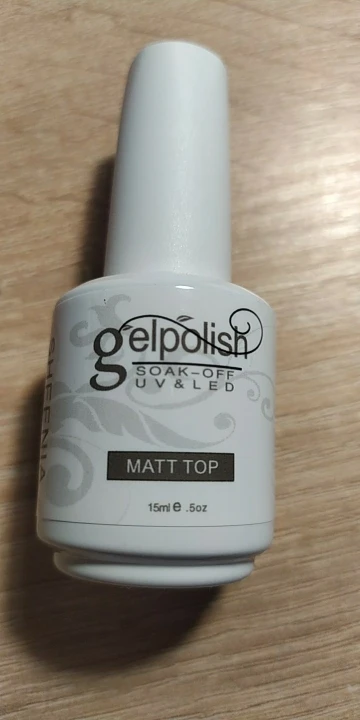 gelpolish
SOAK-OFF
UV & LED
MATT TOP
15ml e .5oz